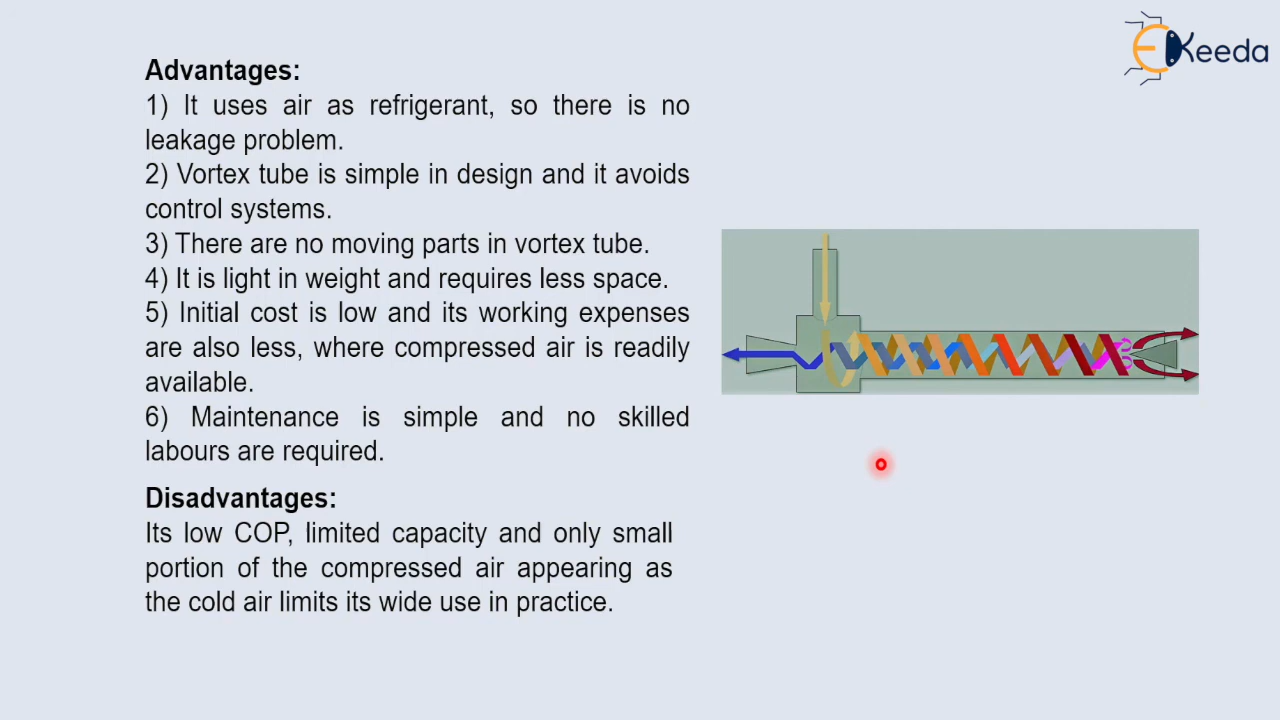 EKeeda
Advantages:
1) It uses air as refrigerant, so there is no
leakage problem.
2) Vortex tube is simple in design and it avoids
control systems.
3) There are no moving parts in vortex tube.
4) It is light in weight and requires less space.
5) Initial cost is low and its working expenses
are also less, where compressed air is readily
available.
6) Maintenance is simple and no skilled
labours are required.
Disadvantages:
Its low COP, limited capacity and only small
portion of the compressed air appearing as
the cold air limits its wide use in practice.